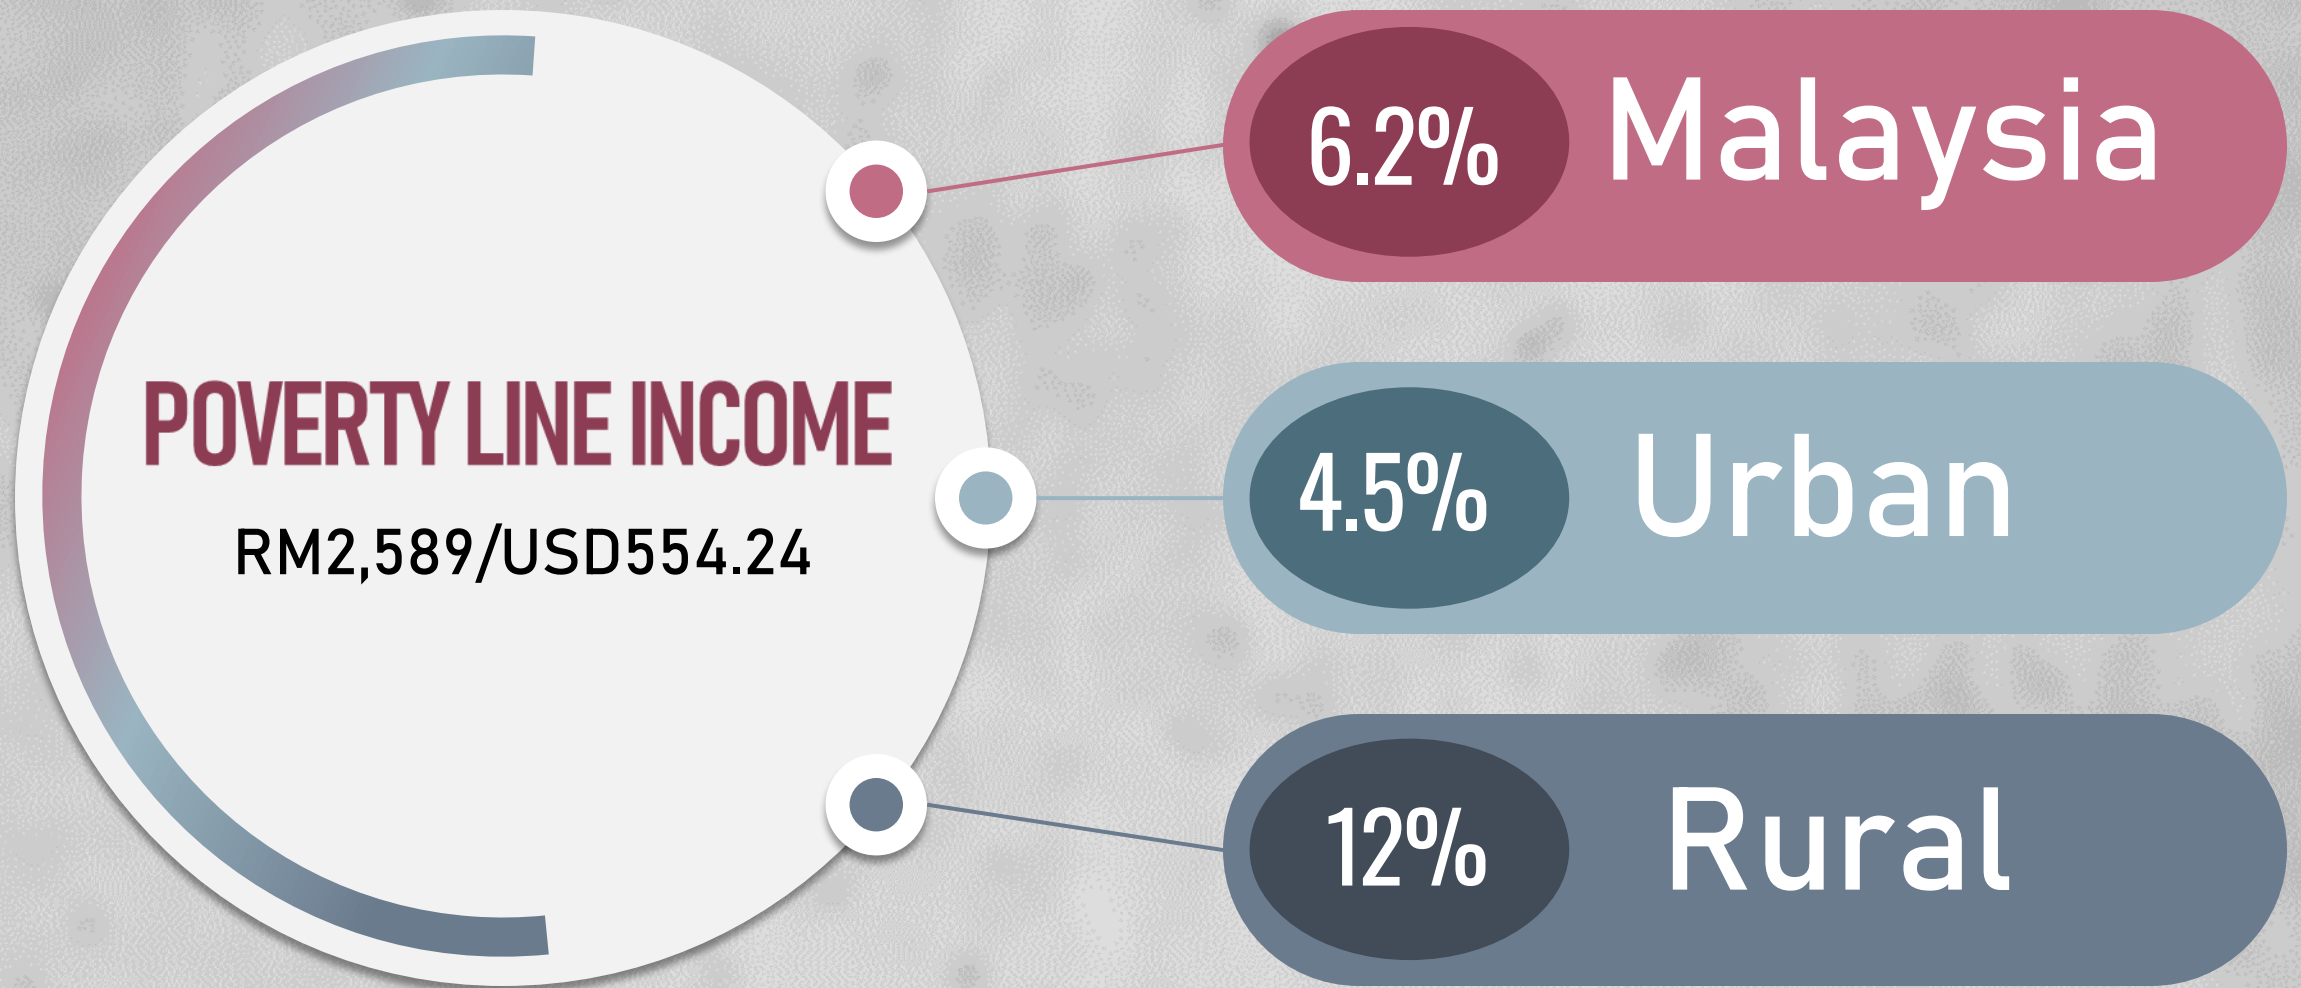 POVERTY LINE INCOME
RM2,589/USD554.24
6.2% Malaysia
4.5% Urban
12% Rural